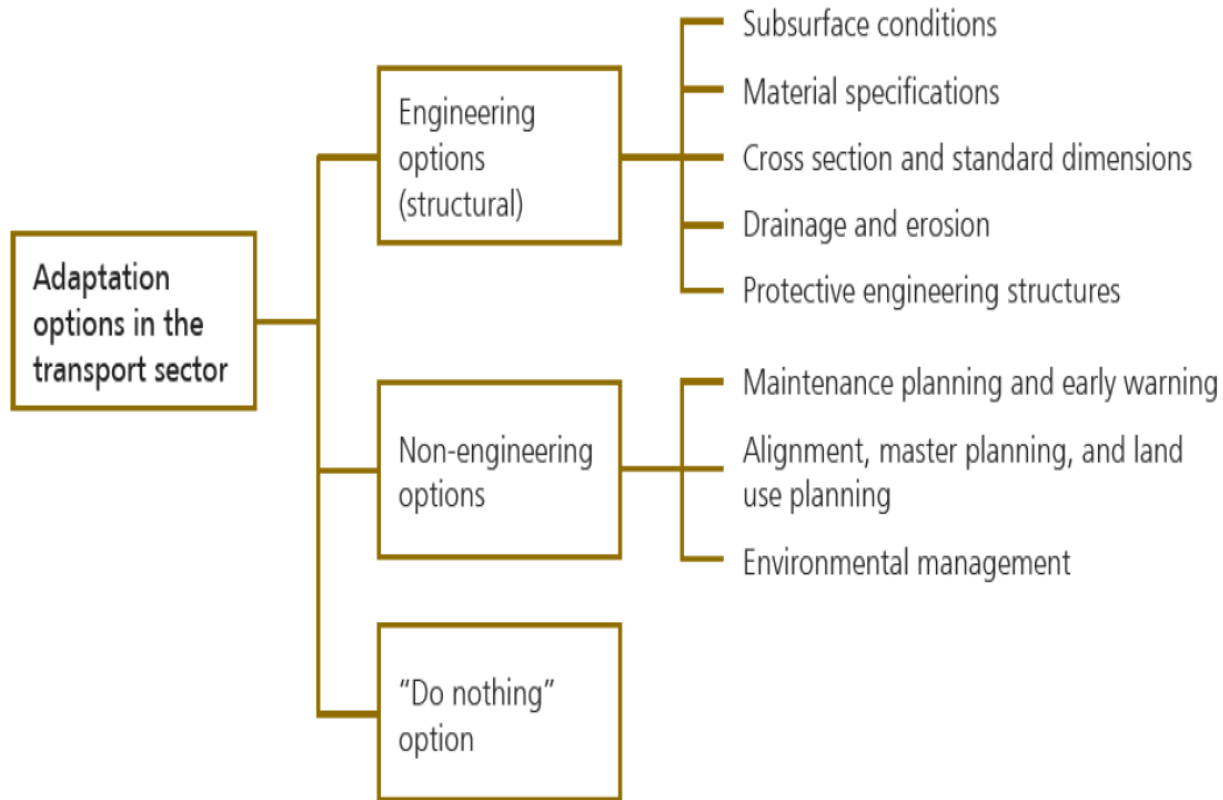 Adaptation
options in the
transport sector
Engineering
options
(structural)
Subsurface conditions
Material specifications
Cross section and standard dimensions
Drainage and erosion
Protective engineering structures
Non-engineering
options
Maintenance planning and early warning
Alignment, master planning, and land
use planning
Environmental management
“Do nothing”
option